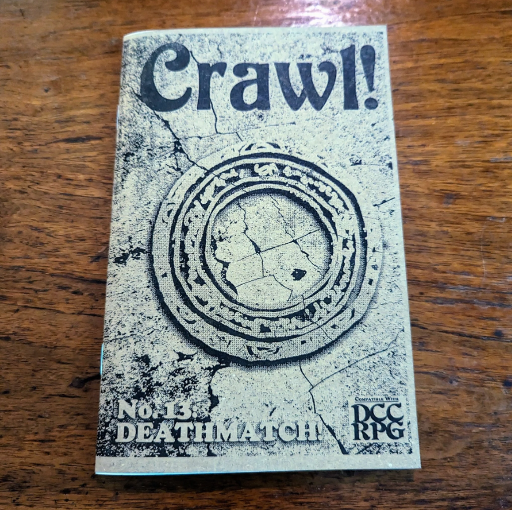 Crawl!
No. 13
DEATHMATCH
COMPATIBLE WITH
DCC
RPG